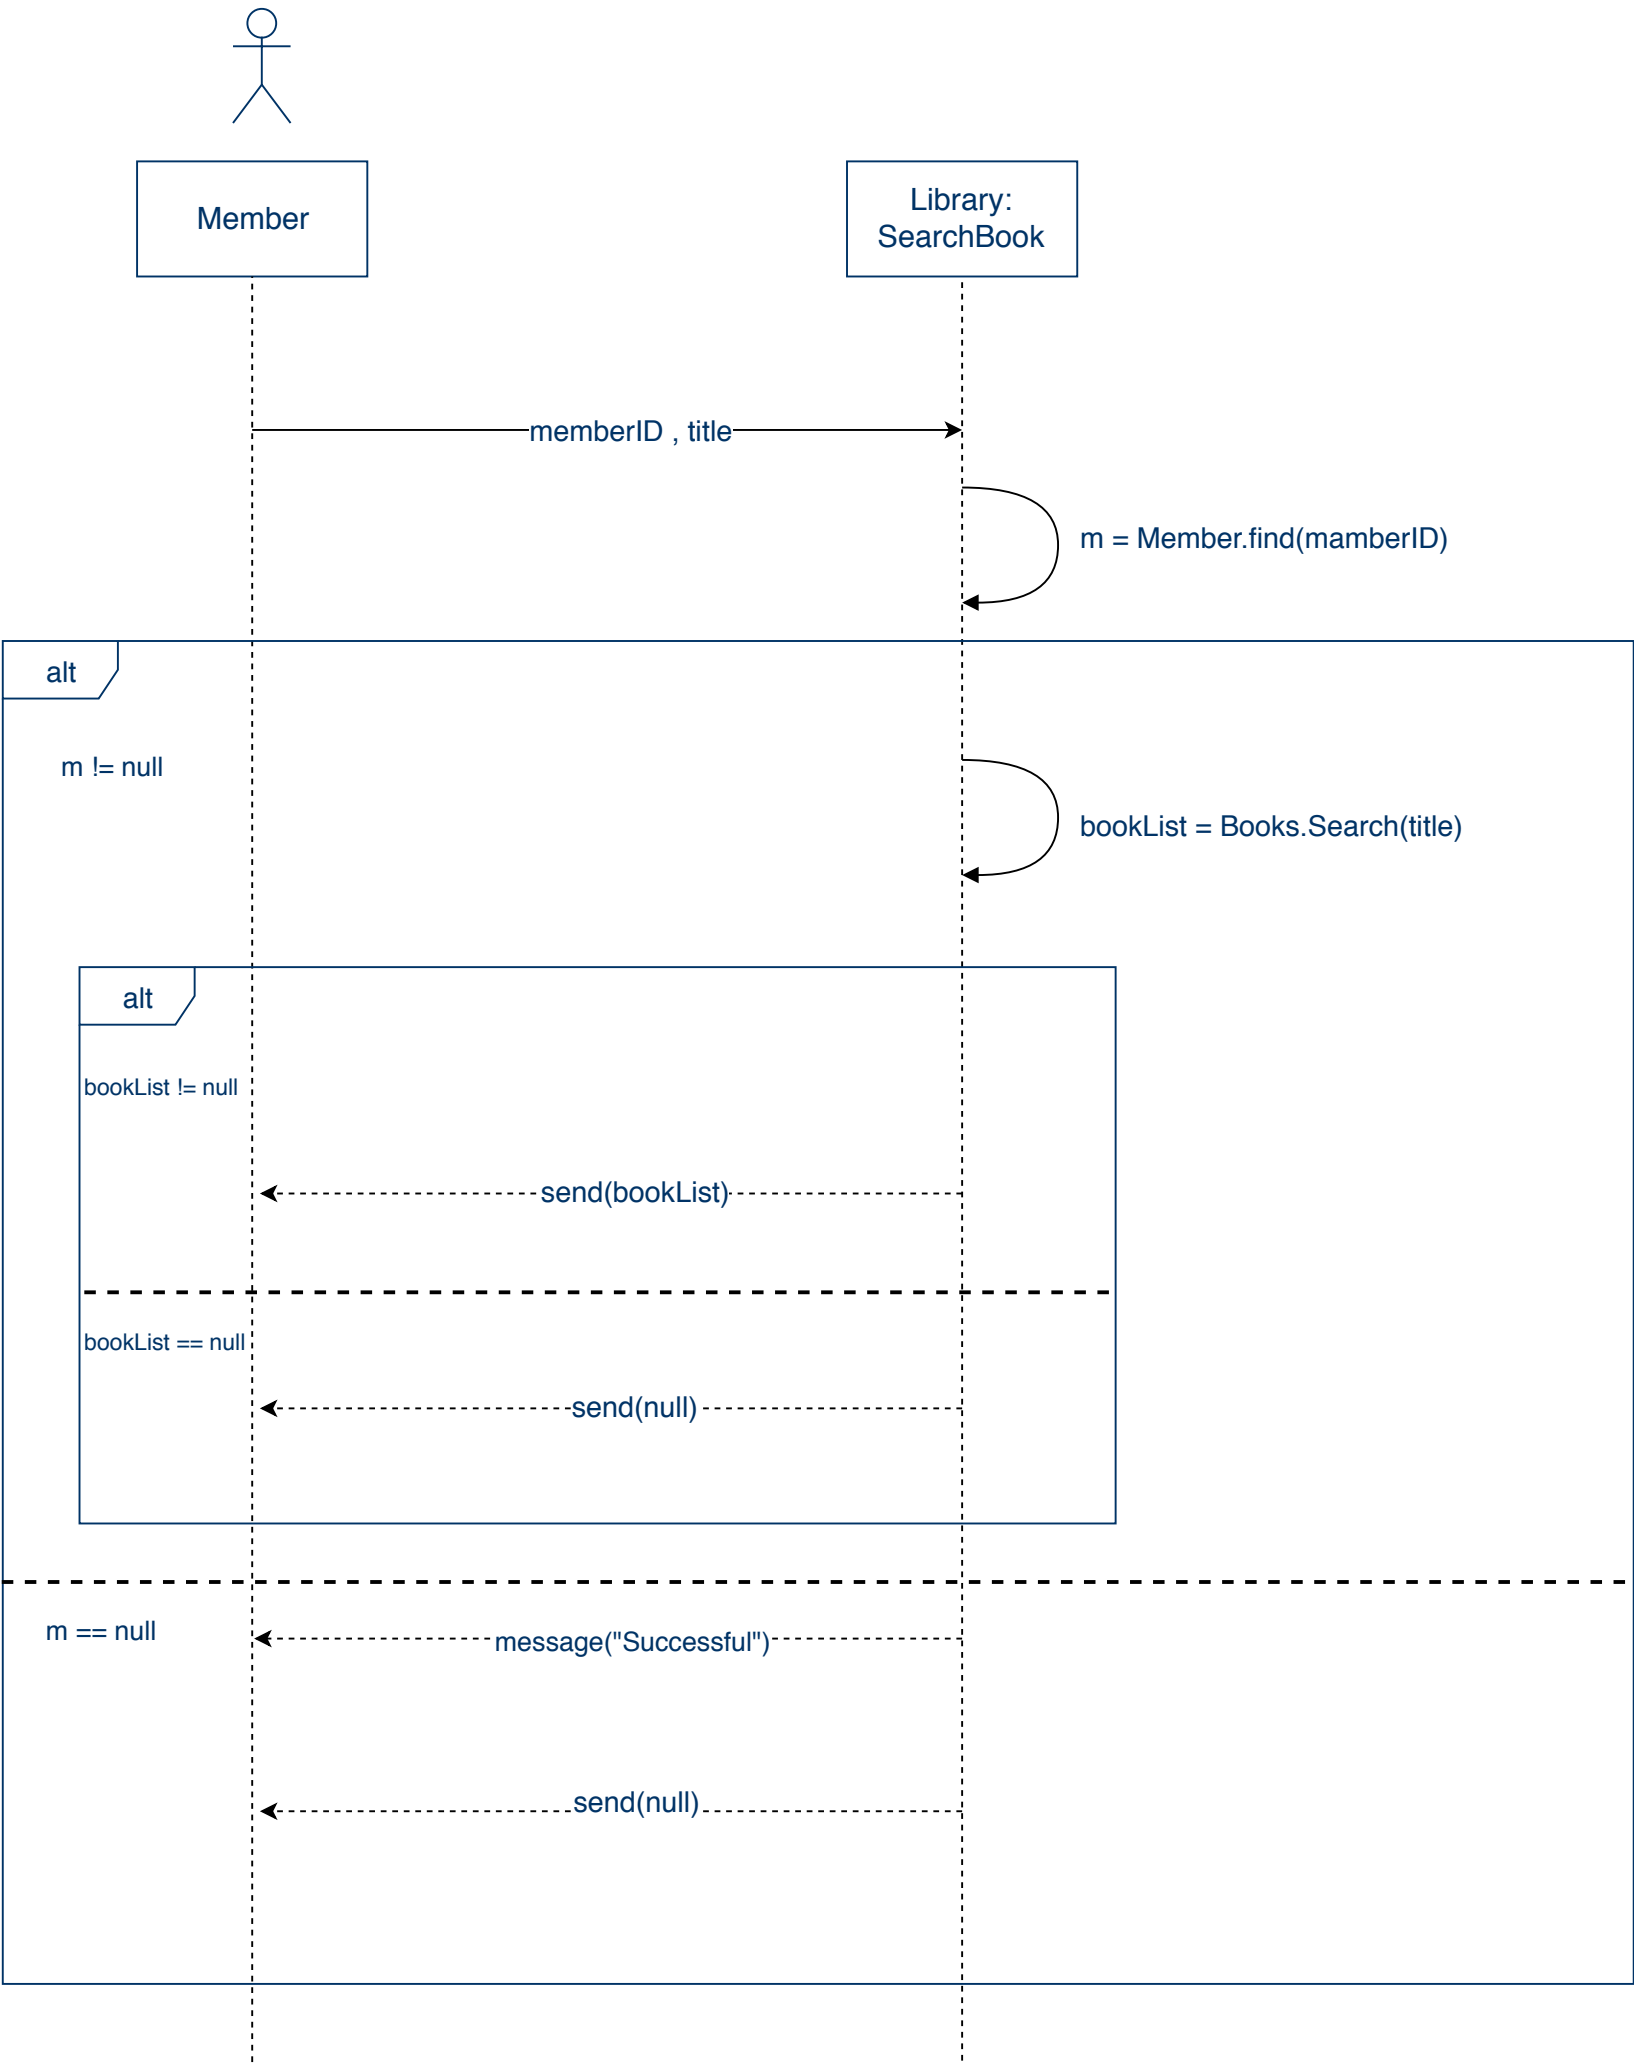 Member
Library:
SearchBook
memberID , title
m = Member.find(mamberID)
alt
m != null
bookList = Books.Search(title)
alt
bookList != null
send(bookList)
bookList == null
send(null)
m == null
message("Successful")
send(null)